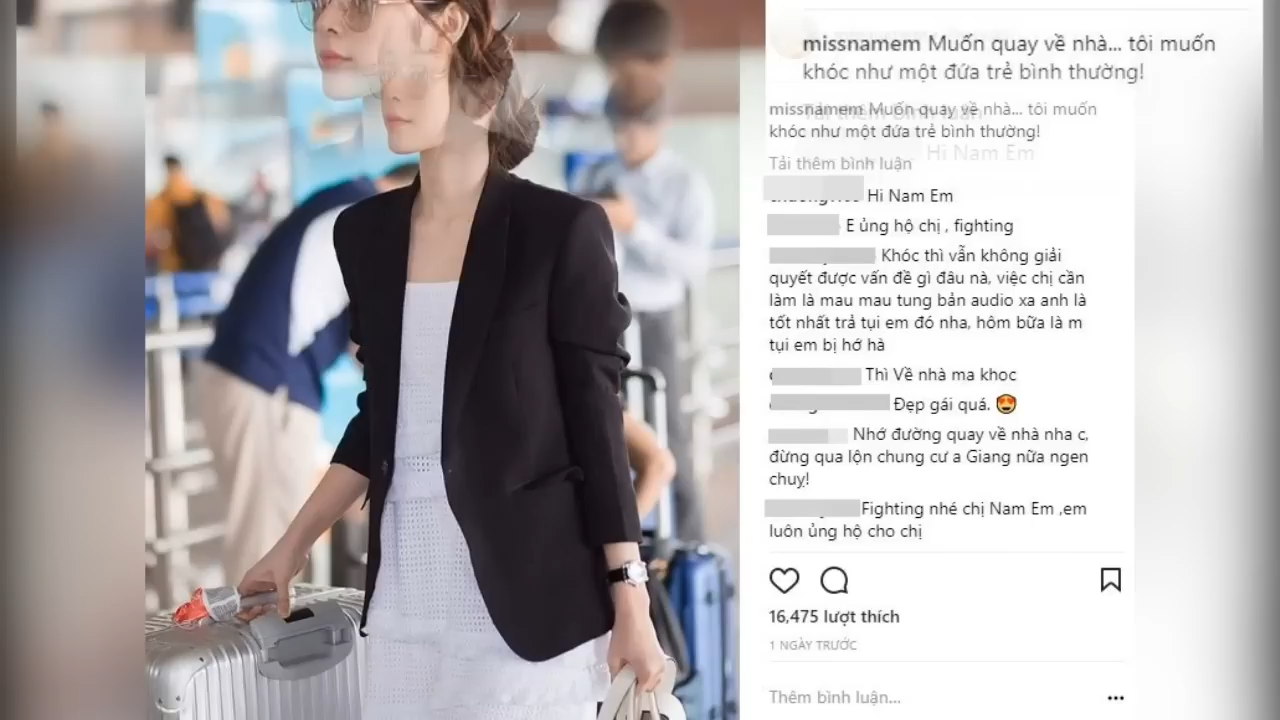 missnamem Muốn quay về nhà... tôi muốn
khóc như một đứa trẻ bình thường!
missnamem Muốn quay về nhà... tôi muốn
khóc như một đứa trẻ bình thường!
Tải thêm bình luận
Hi Nam Em
Hi Nam Em
E ủng hộ chị , fighting
Khóc thì vẫn không giải
quyết được vấn đề gì đâu nà, việc chị cần
làm là mau mau tung bản audio xa anh là
tốt nhất trả tụi em đó nha, hôm bữa là m
tụi em bị hớ hà
Thì Về nhà ma khoc
Đẹp gái quá. 😍
Nhớ đường quay về nhà nha c,
đừng qua lộn chung cư a Giang nữa ngen
chuỵ!
Fighting nhé chị Nam Em ,em
luôn ủng hộ cho chị
16,475 lượt thích
1 NGÀY TRƯỚC
Thêm bình luận...